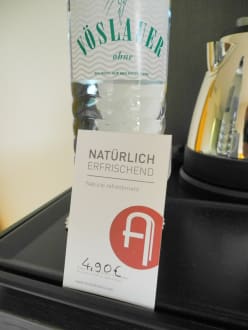 VÖSLAUER
ohne
NATÜRLICH
ERFRISCHEND
Natural refreshment
A
4,90€